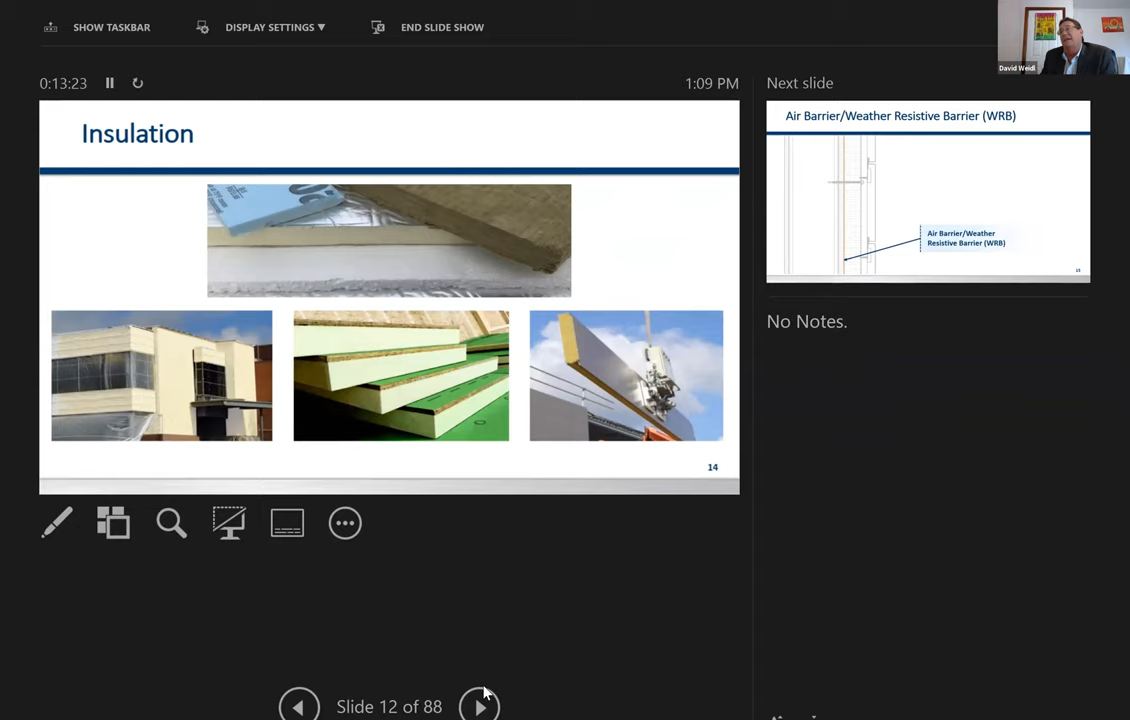 SHOW TASKBAR
DISPLAY SETTINGS ▼
END SLIDE SHOW
David Weidl
0:13:23
1:09 PM
Next slide
Insulation
14
Air Barrier/Weather Resistive Barrier (WRB)
Air Barrier/Weather
Resistive Barrier (WRB)
15
No Notes.
Slide 12 of 88